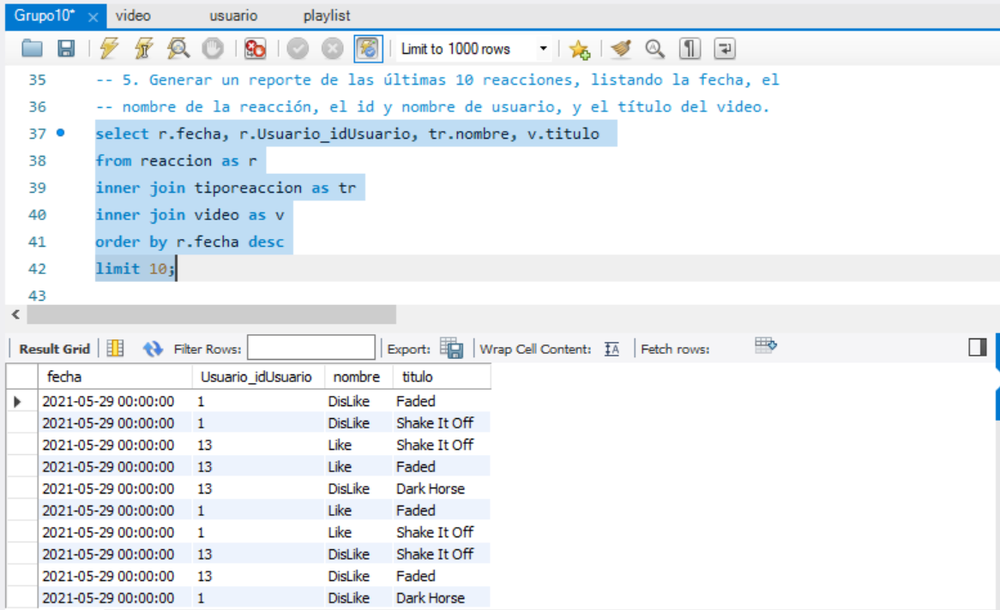 Grupo10* × video usuario playlist
Limit to 1000 rows
35 -- 5. Generar un reporte de las últimas 10 reacciones, listando la fecha, el
36 -- nombre de la reacción, el id y nombre de usuario, y el título del video.
37 select r.fecha, r.Usuario_idUsuario, tr.nombre, v.titulo
38 from reaccion as r
39 inner join tiporeaccion as tr
40 inner join video as v
41 order by r.fecha desc
42 limit 10;
43
Result Grid Filter Rows: Export: Wrap Cell Content: Fetch rows:
fecha Usuario_idUsuario nombre titulo
2021-05-29 00:00:00 1 DisLike Faded
2021-05-29 00:00:00 1 DisLike Shake It Off
2021-05-29 00:00:00 13 Like Shake It Off
2021-05-29 00:00:00 13 Like Faded
2021-05-29 00:00:00 13 DisLike Dark Horse
2021-05-29 00:00:00 1 Like Faded
2021-05-29 00:00:00 1 Like Shake It Off
2021-05-29 00:00:00 13 DisLike Shake It Off
2021-05-29 00:00:00 13 DisLike Faded
2021-05-29 00:00:00 1 DisLike Dark Horse